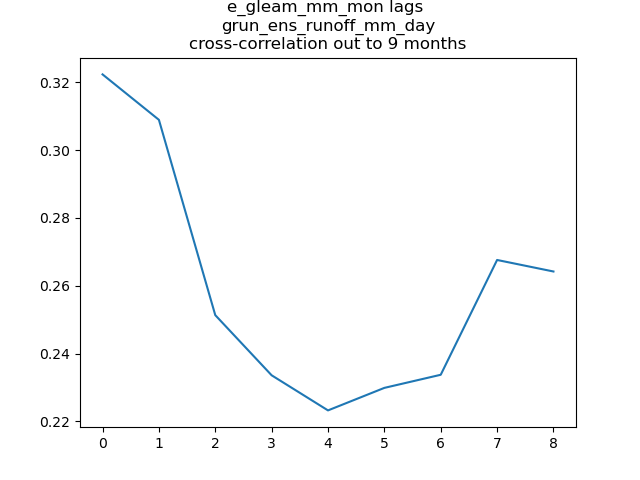 e_gleam_mm_mon lags
grun_ens_runoff_mm_day
cross-correlation out to 9 months
0.32
0.30
0.28
0.26
0.24
0.22
0 1 2 3 4 5 6 7 8